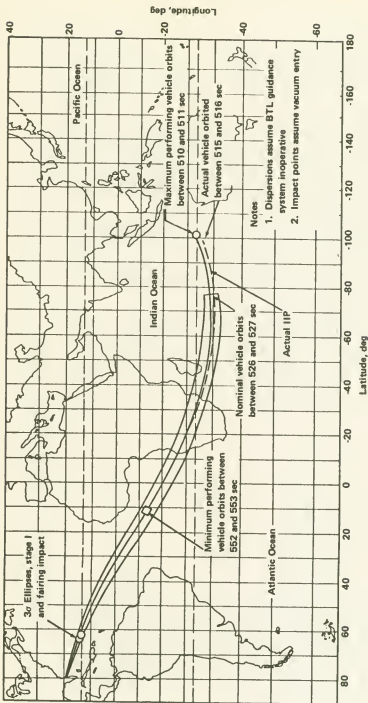 Longitude, deg
40
20
0
-20
-40
-60
Pacific Ocean
Maximum performing vehicle orbits
between 510 and 511 sec
Actual vehicle orbited
between 515 and 516 sec
Notes
1. Dispersions assume BTL guidance
system inoperative
2. Impact points assume vacuum entry
Indian Ocean
Actual IIP
Nominal vehicle orbits
between 526 and 527 sec
Minimum performing
vehicle orbits between
552 and 553 sec
3σ Ellipses, stage I
and fairing impact
Atlantic Ocean
80
60
40
20
0
-20
-40
-60
-80
-100
-120
-140
-160
180
Latitude, deg